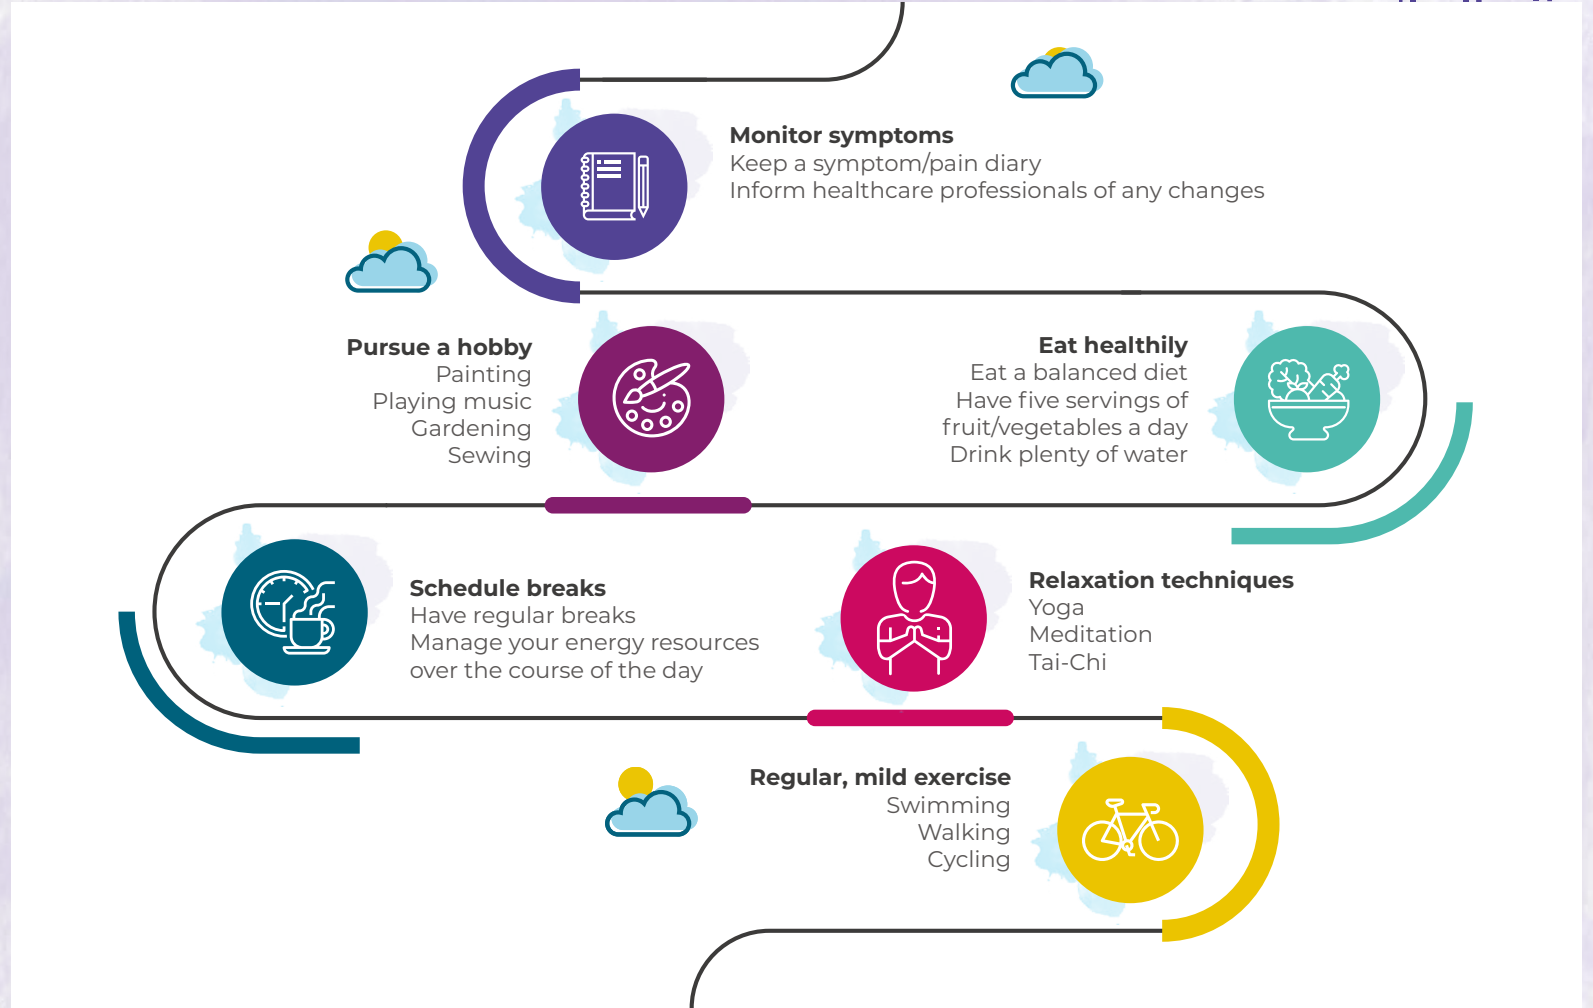 Monitor symptoms
Keep a symptom/pain diary
Inform healthcare professionals of any changes
Pursue a hobby
Painting
Playing music
Gardening
Sewing
Eat healthily
Eat a balanced diet
Have five servings of
fruit/vegetables a day
Drink plenty of water
Schedule breaks
Have regular breaks
Manage your energy resources
over the course of the day
Relaxation techniques
Yoga
Meditation
Tai-Chi
Regular, mild exercise
Swimming
Walking
Cycling